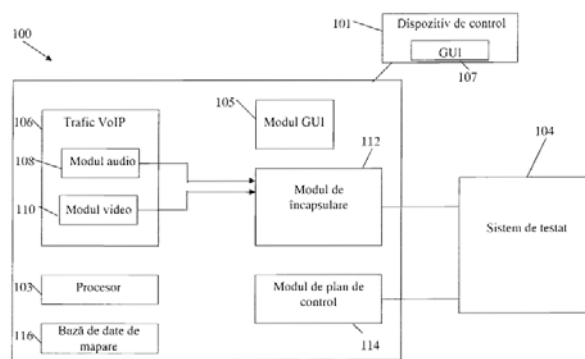 100
101
Dispozitiv de control
GUI
107
105
Modul GUI
106
Trafic VoIP
108
Modul audio
110
Modul video
112
Modul de
încapsulare
104
Sistem de testat
103
Procesor
116
Bază de date de
mapare
Modul de plan de
control
114